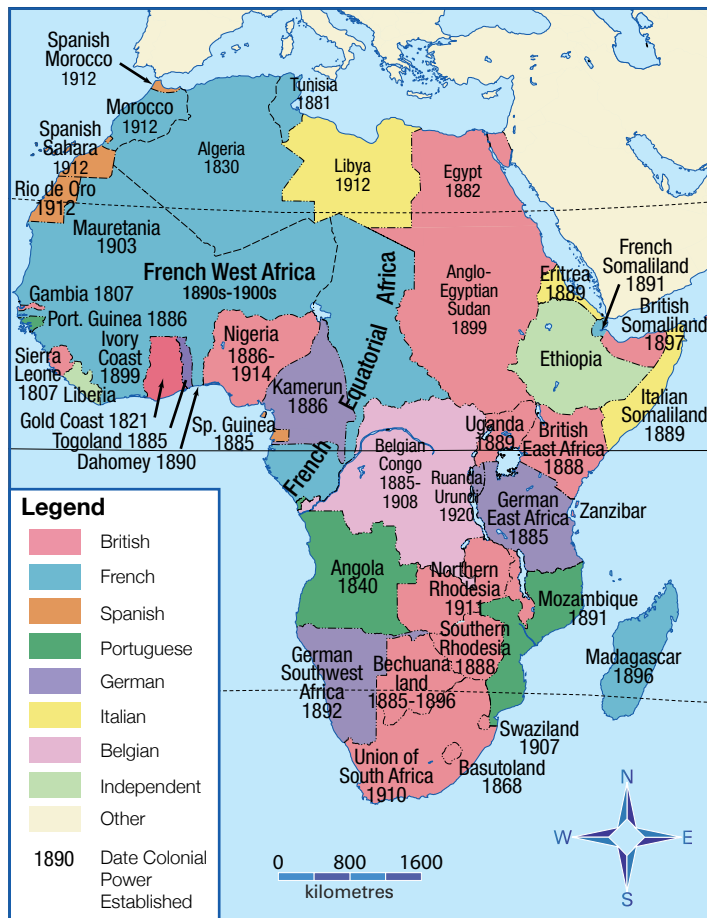 Spanish
Morocco
1912
Morocco
1912
Tunisia
1881
Spanish
Sahara
1912
Algeria
1830
Libya
1912
Egypt
1882
Rio de Oro
1912
Mauretania
1903
French West Africa
1890s-1900s
French
Somaliland
1891
Eritrea
1889
Anglo-
Egyptian
Sudan
1899
British
Somaliland
1897
Gambia 1807
Port. Guinea 1886
Ivory
Coast
1899
Nigeria
1886-
1914
Sierra
Leone
1807
Liberia
Ethiopia
French Equatorial Africa
Kamerun
1886
Italian
Somaliland
1889
Gold Coast 1821
Togoland 1885
Dahomey 1890
Sp. Guinea
1885
Uganda
1889
British
East Africa
1888
Belgian
Congo
1885-
1908
Ruanda
Urundi
1920
German
East Africa
1885
Zanzibar
Angola
1840
Northern
Rhodesia
1911
Mozambique
1891
Southern
Rhodesia
1888
Madagascar
1896
German
Southwest
Africa
1892
Bechuana
land
1885-1896
Swaziland
1907
Union of
South Africa
1910
Basutoland
1868
Legend
British
French
Spanish
Portuguese
German
Italian
Belgian
Independent
Other
1890 Date Colonial
Power
Established
0 800 1600
kilometres
N
W E
S